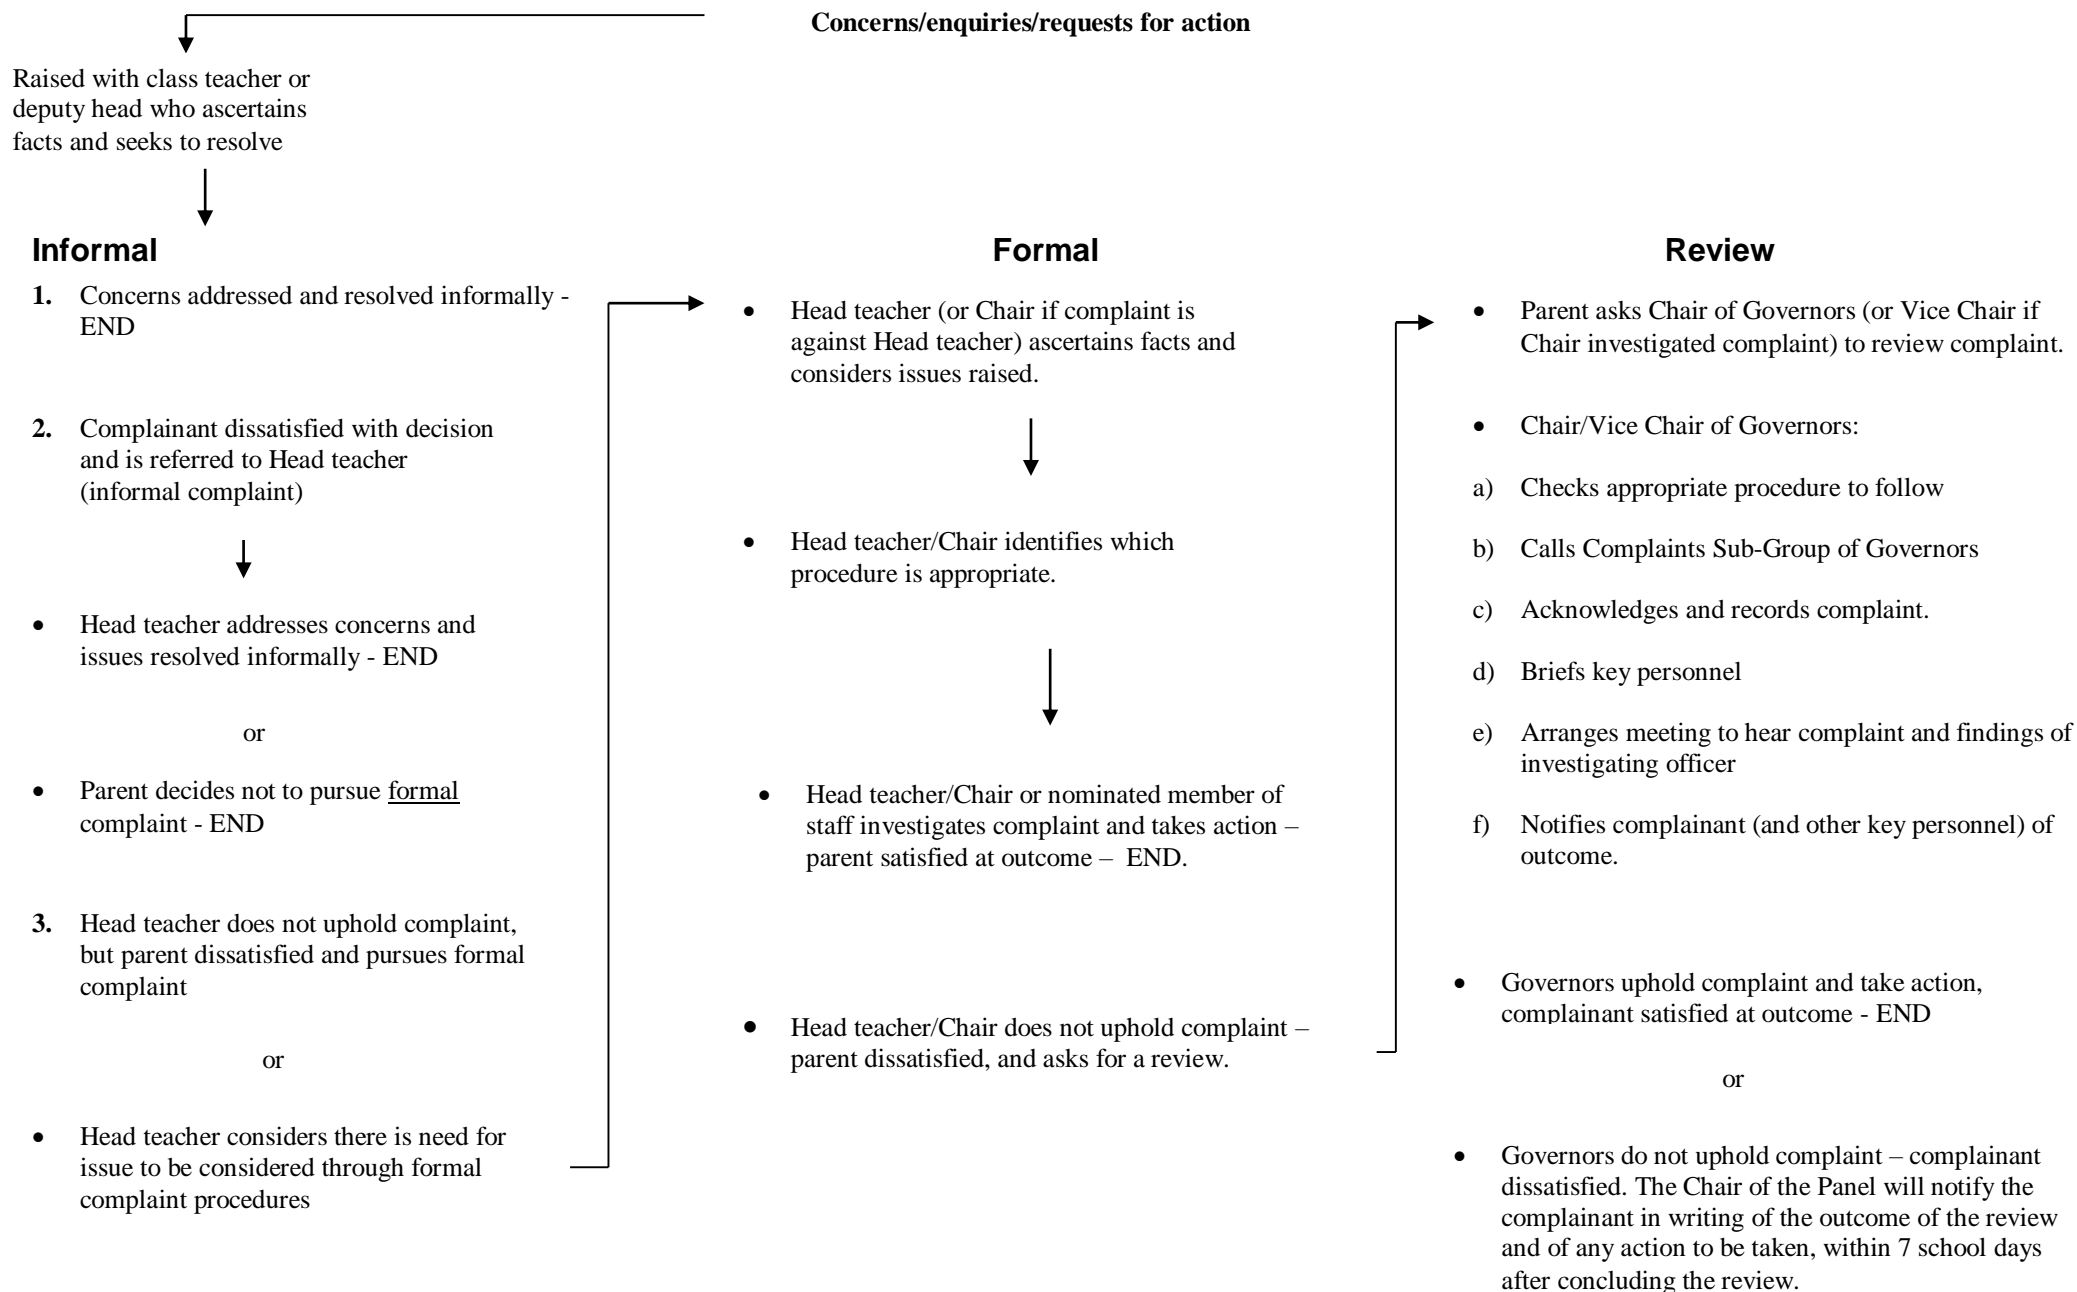 Concerns/enquiries/requests for action
Raised with class teacher or
deputy head who ascertains
facts and seeks to resolve
Informal
1. Concerns addressed and resolved informally -
END
2. Complainant dissatisfied with decision
and is referred to Head teacher
(informal complaint)
• Head teacher addresses concerns and
issues resolved informally - END
or
• Parent decides not to pursue formal
complaint - END
3. Head teacher does not uphold complaint,
but parent dissatisfied and pursues formal
complaint
or
• Head teacher considers there is need for
issue to be considered through formal
complaint procedures
Formal
• Head teacher (or Chair if complaint is
against Head teacher) ascertains facts and
considers issues raised.
• Head teacher/Chair identifies which
procedure is appropriate.
• Head teacher/Chair or nominated member of
staff investigates complaint and takes action –
parent satisfied at outcome – END.
• Head teacher/Chair does not uphold complaint –
parent dissatisfied, and asks for a review.
Review
• Parent asks Chair of Governors (or Vice Chair if
Chair investigated complaint) to review complaint.
• Chair/Vice Chair of Governors:
a) Checks appropriate procedure to follow
b) Calls Complaints Sub-Group of Governors
c) Acknowledges and records complaint.
d) Briefs key personnel
e) Arranges meeting to hear complaint and findings of
investigating officer
f) Notifies complainant (and other key personnel) of
outcome.
• Governors uphold complaint and take action,
complainant satisfied at outcome - END
or
• Governors do not uphold complaint – complainant
dissatisfied. The Chair of the Panel will notify the
complainant in writing of the outcome of the review
and of any action to be taken, within 7 school days
after concluding the review.